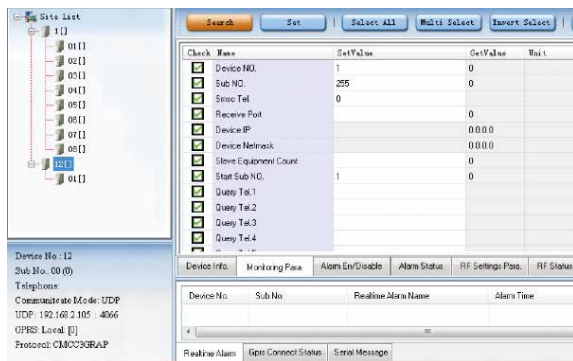 Site List
1[]
01[]
02[]
03[]
04[]
05[]
06[]
07[]
08[]
12[]
01[]
Device No.: 12
Sub No.: 00 (0)
Telephone:
Communicate Mode: UDP
UDP: 192.168.2.105 : 4066
GPRS: Local: [0]
Protocol: CMCC3GRAP
Search Set Select All Multi Select Invert Select
Check Name SetValue GetValue Unit
Device NO. 1 0
Sub NO. 255 0
Smsc Tel. 0
Receive Port 0
Device IP 0.0.0.0
Device Netmask 0.0.0.0
Slave Equipment Count 0
Start Sub NO. 1 0
Query Tel.1
Query Tel.2
Query Tel.3
Query Tel.4
Device Info. Monitoring Para. Alarm En/Disable Alarm Status RF Settings Para. RF Status
Device No. Sub No. Realtime Alarm Name Alarm Time
Realtime Alarm Gprs Connect Status Serial Message